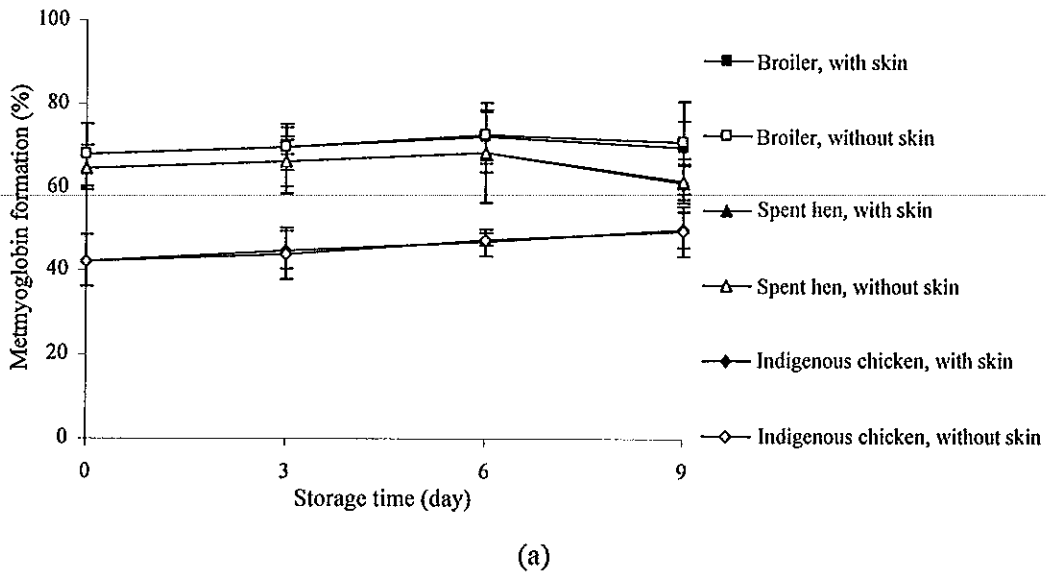 100
80
60
40
20
0
Metmyoglobin formation (%)
0 3 6 9
Storage time (day)
Broiler, with skin
Broiler, without skin
Spent hen, with skin
Spent hen, without skin
Indigenous chicken, with skin
Indigenous chicken, without skin
(a)